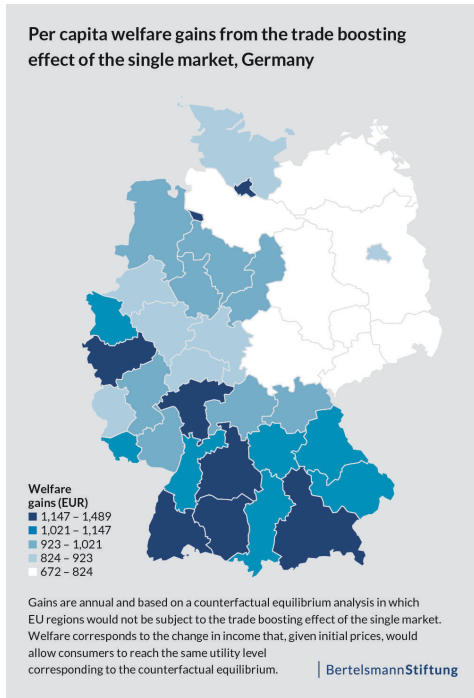 Per capita welfare gains from the trade boosting
effect of the single market, Germany
Welfare
gains (EUR)
1,147 – 1,489
1,021 – 1,147
923 – 1,021
824 – 923
672 – 824
Gains are annual and based on a counterfactual equilibrium analysis in which
EU regions would not be subject to the trade boosting effect of the single market.
Welfare corresponds to the change in income that, given initial prices, would
allow consumers to reach the same utility level
corresponding to the counterfactual equilibrium.
BertelsmannStiftung